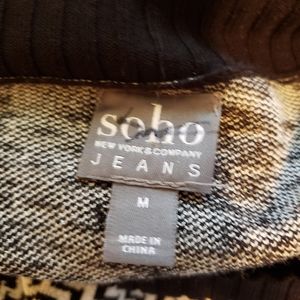 soho
NEW YORK & COMPANY
JEANS
M
MADE IN
CHINA